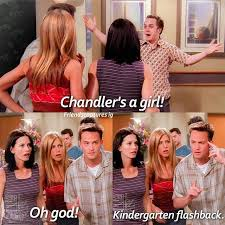 Chandler's a girl!
Friendspictures ig
Oh god!
Kindergarten flashback.